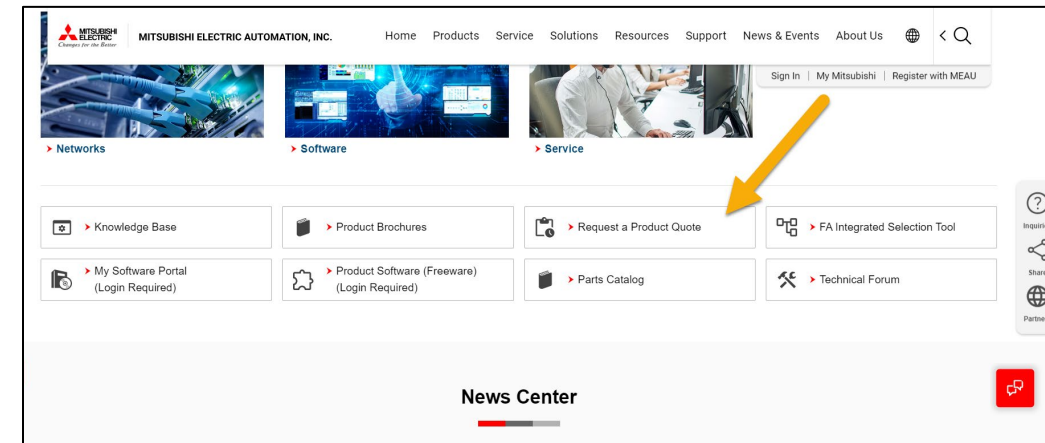 MITSUBISHI
ELECTRIC
Changes for the Better
MITSUBISHI ELECTRIC AUTOMATION, INC.
Home Products Service Solutions Resources Support News & Events About Us
Sign In | My Mitsubishi | Register with MEAU
Networks
Software
Service
Knowledge Base
Product Brochures
Request a Product Quote
FA Integrated Selection Tool
My Software Portal
(Login Required)
Product Software (Freeware)
(Login Required)
Parts Catalog
Technical Forum
Share
News Center